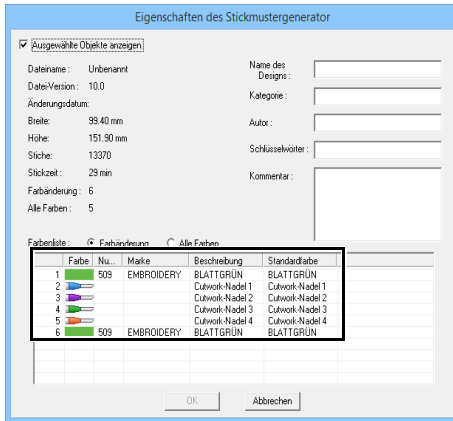 Eigenschaften des Stickmustergenerator
Ausgewählte Objekte anzeigen
Dateiname : Unbenannt
Datei-Version : 10.0
Änderungsdatum:
Breite: 99.40 mm
Höhe: 151.90 mm
Stiche: 13370
Stickzeit : 29 min
Farbänderung : 6
Alle Farben : 5
Name des Designs :
Kategorie :
Autor :
Schlüsselwörter :
Kommentar :
Farbenliste : Farbänderung Alle Farben
Farbe Nu... Marke Beschreibung Standardfarbe
1 509 EMBROIDERY BLATTGRÜN BLATTGRÜN
2 Cutwork-Nadel 1 Cutwork-Nadel 1
3 Cutwork-Nadel 2 Cutwork-Nadel 2
4 Cutwork-Nadel 3 Cutwork-Nadel 3
5 Cutwork-Nadel 4 Cutwork-Nadel 4
6 509 EMBROIDERY BLATTGRÜN BLATTGRÜN
OK Abbrechen